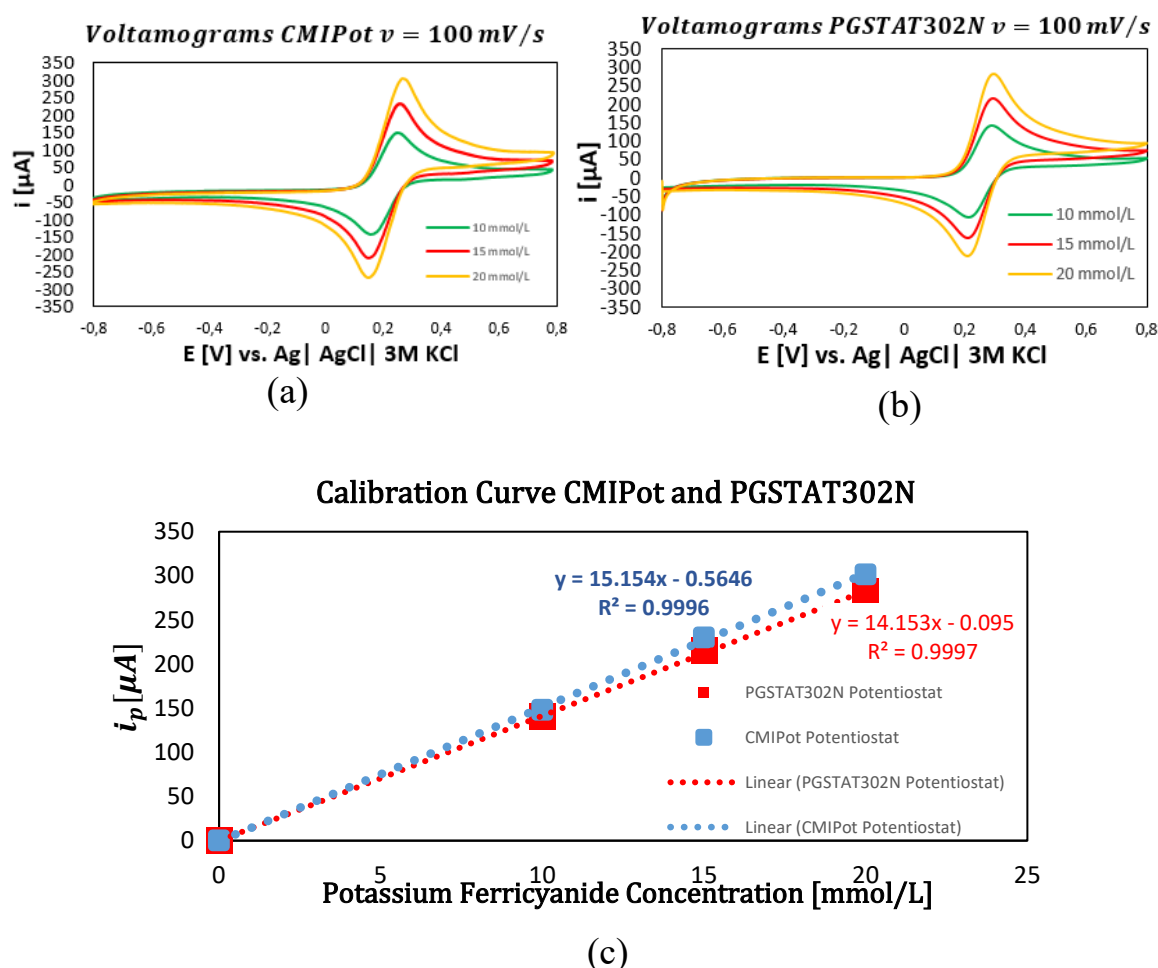 Voltamograms CMIPot v = 100 mV/s
350
300
250
200
150
100
50
0
-50
-100
-150
-200
-250
-300
-350
i [µA]
10 mmol/L
15 mmol/L
20 mmol/L
-0,8 -0,6 -0,4 -0,2 0 0,2 0,4 0,6 0,8
E [V] vs. Ag| AgCl| 3M KCl
(a)
Voltamograms PGSTAT302N v = 100 mV/s
350
300
250
200
150
100
50
0
-50
-100
-150
-200
-250
-300
-350
i [µA]
10 mmol/L
15 mmol/L
20 mmol/L
-0,8 -0,6 -0,4 -0,2 0 0,2 0,4 0,6 0,8
E [V] vs. Ag| AgCl| 3M KCl
(b)
Calibration Curve CMIPot and PGSTAT302N
350
300
250
200
150
100
50
0
i_p [µA]
y = 15.154x - 0.5646
R² = 0.9996
y = 14.153x - 0.095
R² = 0.9997
PGSTAT302N Potentiostat
CMIPot Potentiostat
Linear (PGSTAT302N Potentiostat)
Linear (CMIPot Potentiostat)
0 5 10 15 20 25
Potassium Ferricyanide Concentration [mmol/L]
(c)